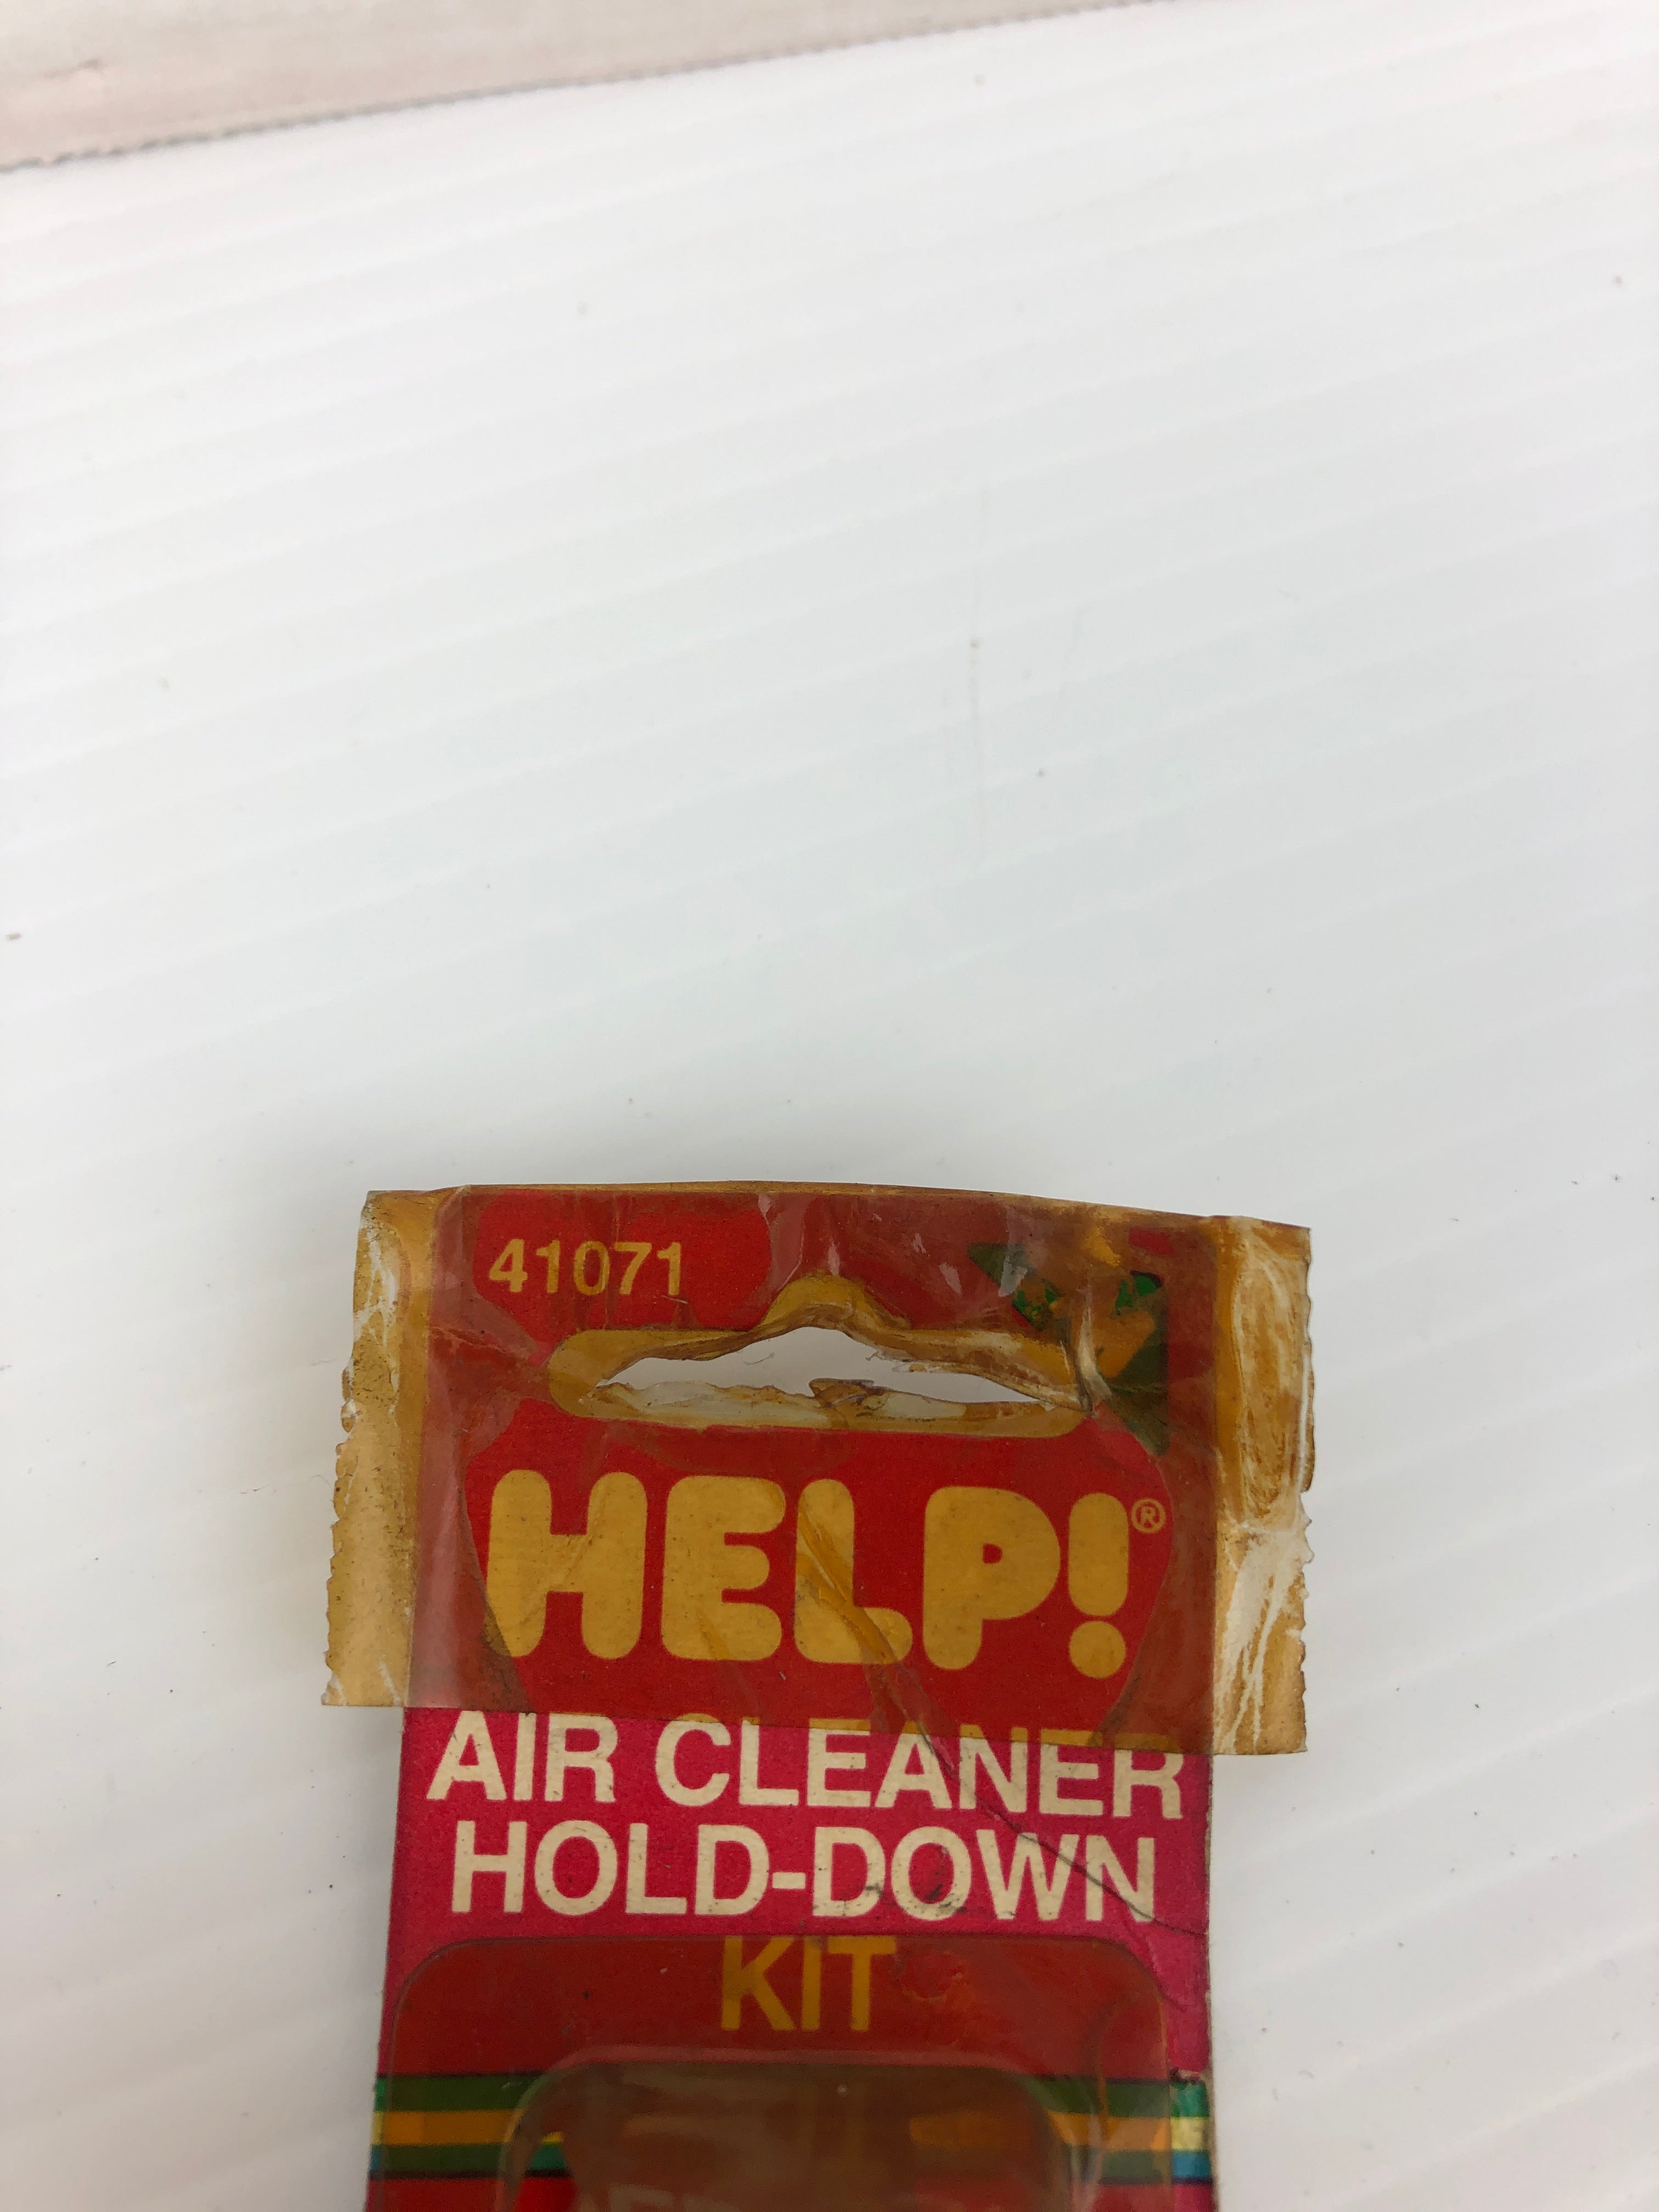 41071
HELP!®
AIR CLEANER
HOLD-DOWN
KIT